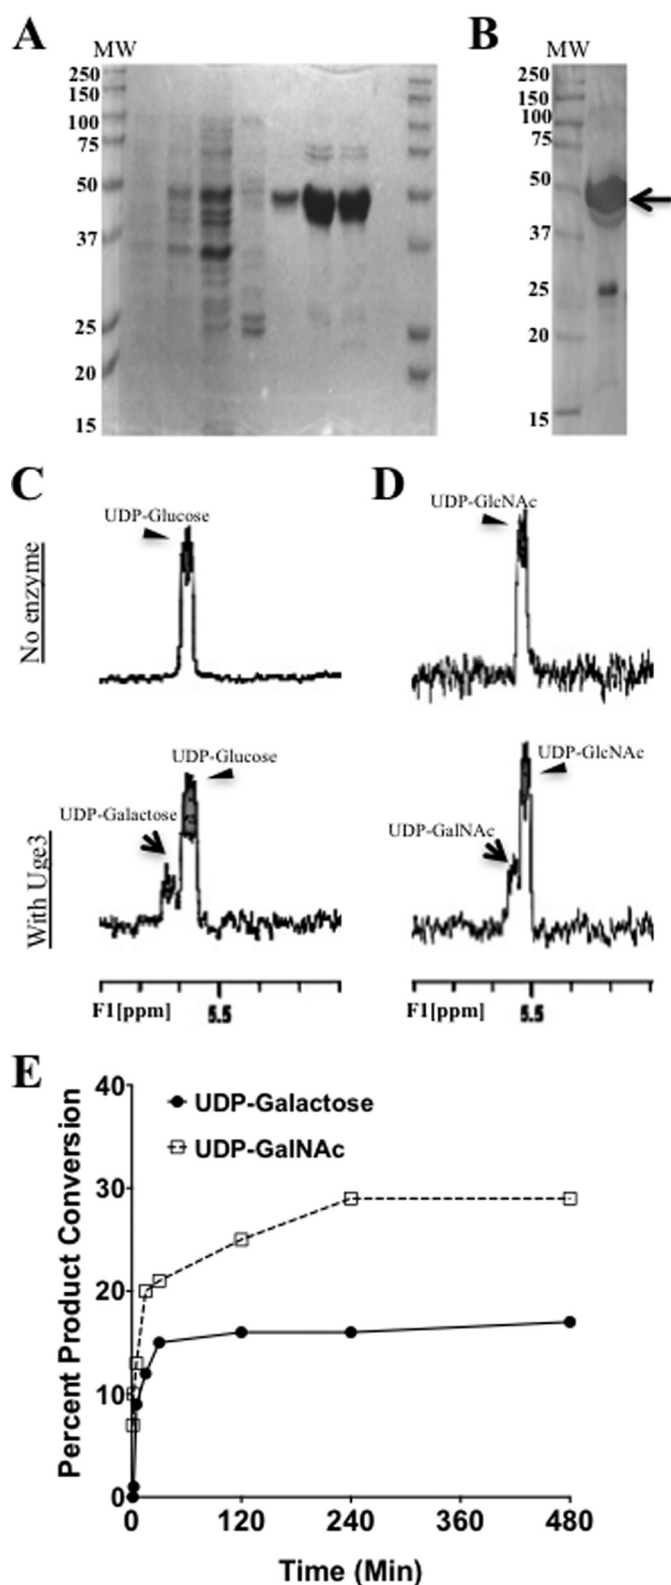 A
B
MW
MW
250
150
100
75
50
37
25
20
15
250
150
100
75
50
37
25
20
15
C
D
No enzyme
UDP-Glucose
UDP-GlcNAc
With Uge3
UDP-Glucose
UDP-Galactose
UDP-GlcNAc
UDP-GalNAc
F1[ppm] 5.5
F1[ppm] 5.5
E
Percent Product Conversion
40
30
20
10
0
UDP-Galactose
UDP-GalNAc
0 120 240 360 480
Time (Min)